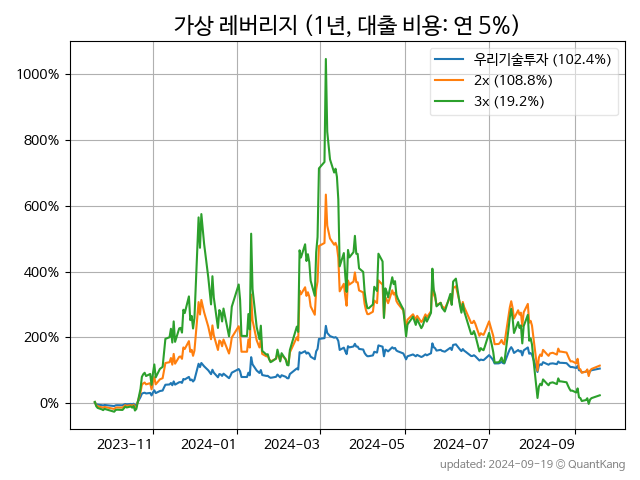 가상 레버리지 (1년, 대출 비용: 연 5%)
우리기술투자 (102.4%)
2x (108.8%)
3x (19.2%)
1000%
800%
600%
400%
200%
0%
2023-11 2024-01 2024-03 2024-05 2024-07 2024-09
updated: 2024-09-19 © QuantKang